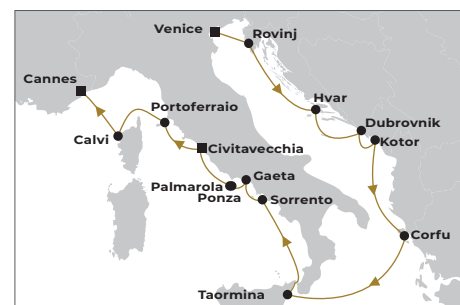 Venice
Rovinj
Cannes
Hvar
Portoferraio
Dubrovnik
Kotor
Calvi
Civitavecchia
Gaeta
Palmarola
Ponza
Sorrento
Corfu
Taormina